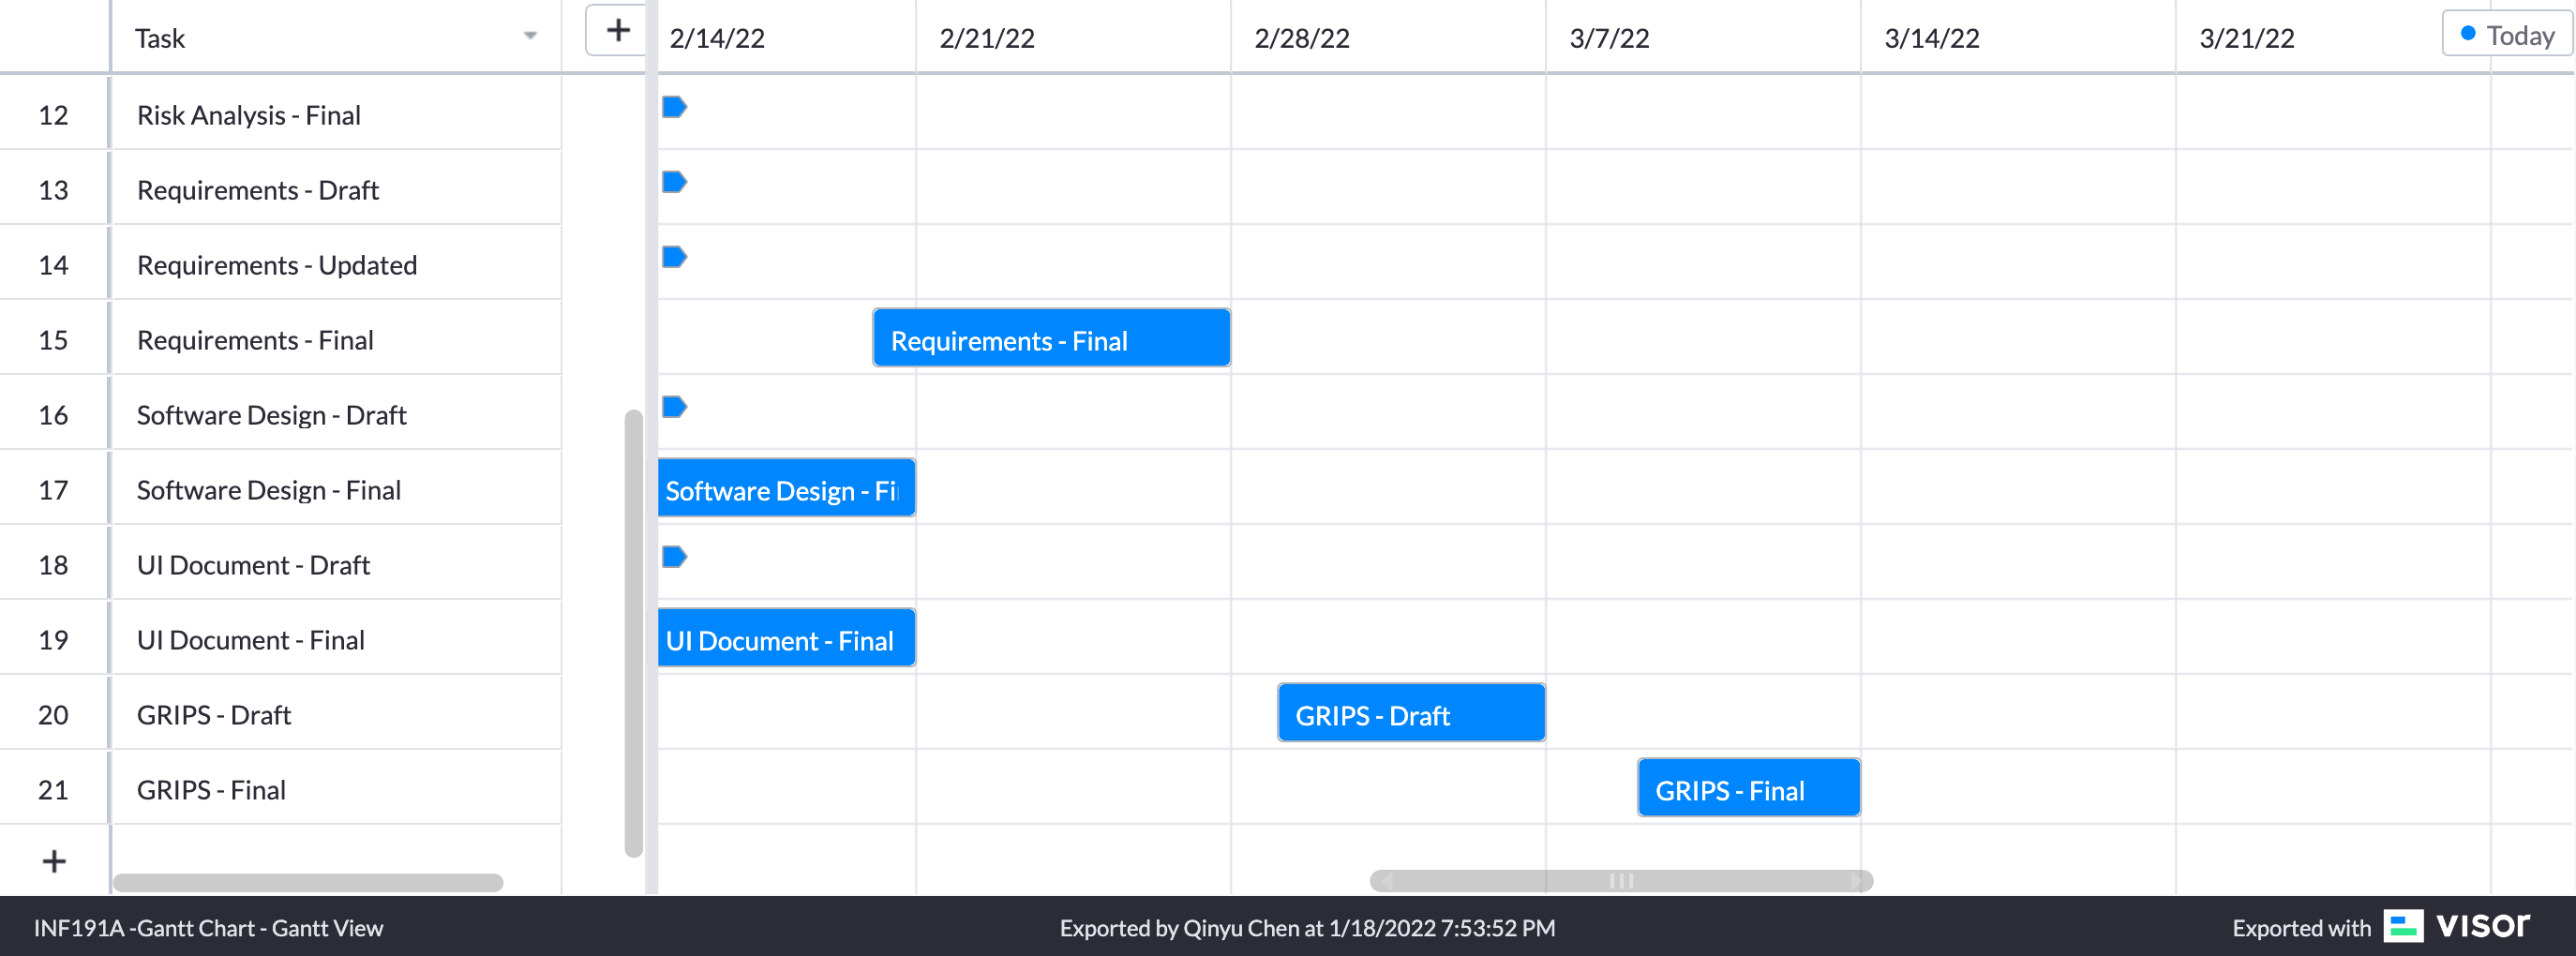 Task
+
2/14/22
2/21/22
2/28/22
3/7/22
3/14/22
3/21/22
Today
12 Risk Analysis - Final
13 Requirements - Draft
14 Requirements - Updated
15 Requirements - Final
Requirements - Final
16 Software Design - Draft
17 Software Design - Final
Software Design - Fi
18 UI Document - Draft
19 UI Document - Final
UI Document - Final
20 GRIPS - Draft
GRIPS - Draft
21 GRIPS - Final
GRIPS - Final
+
INF191A -Gantt Chart - Gantt View
Exported by Qinyu Chen at 1/18/2022 7:53:52 PM
Exported with VISOR